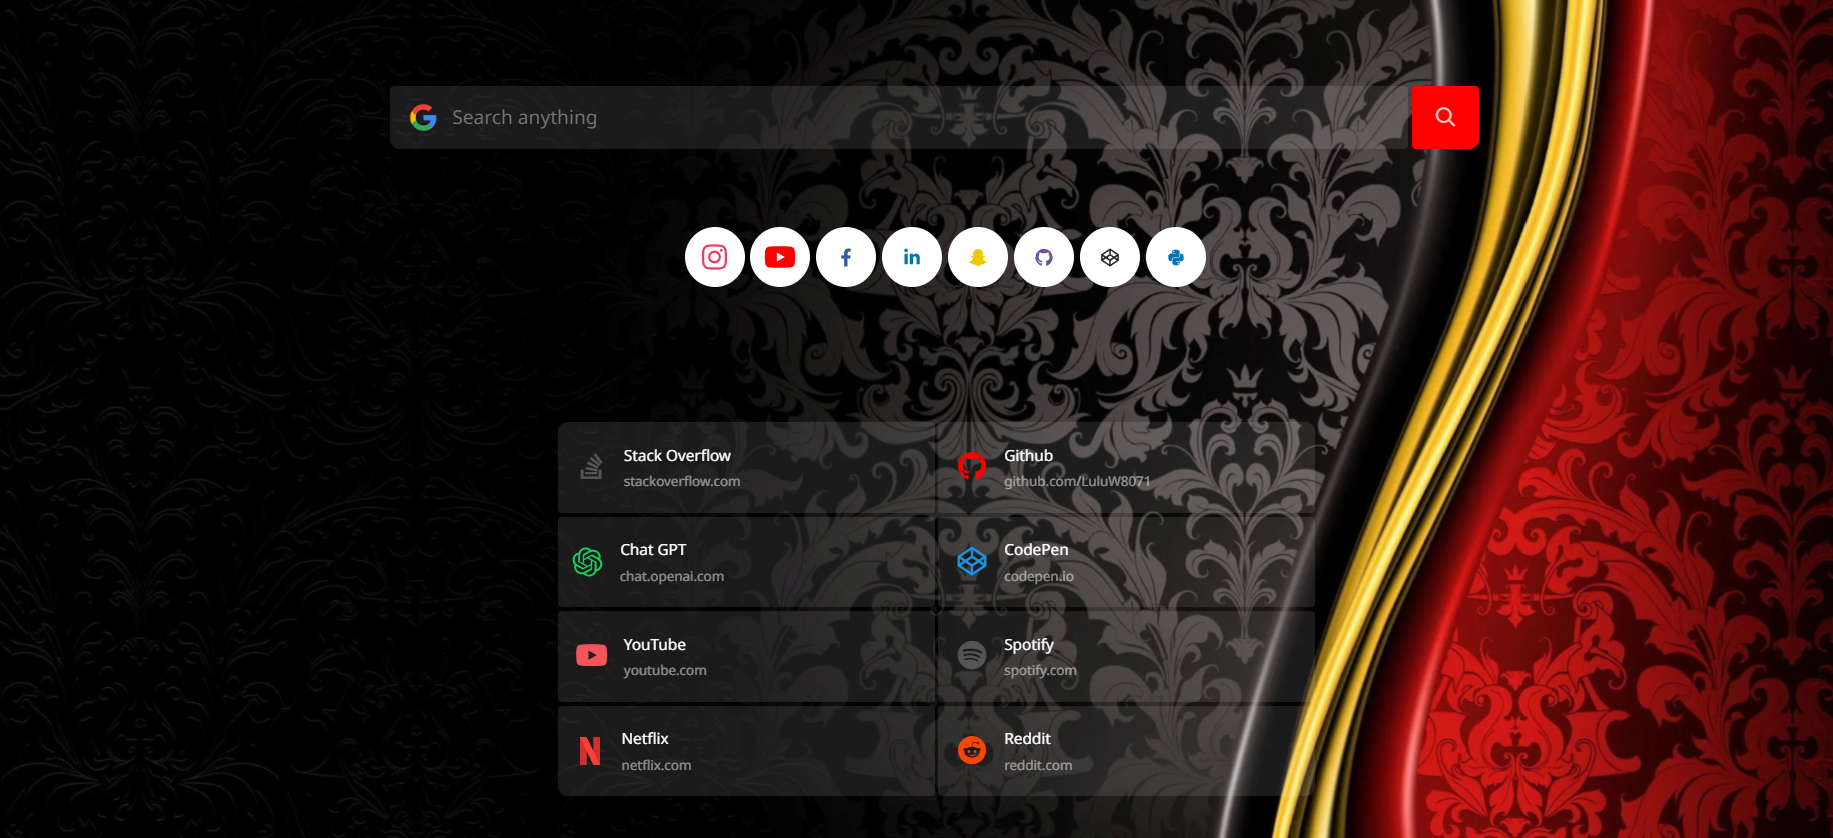 Search anything
Stack Overflow
stackoverflow.com
Github
github.com/LuluW8071
Chat GPT
chat.openai.com
CodePen
codepen.io
YouTube
youtube.com
Spotify
spotify.com
Netflix
netflix.com
Reddit
reddit.com